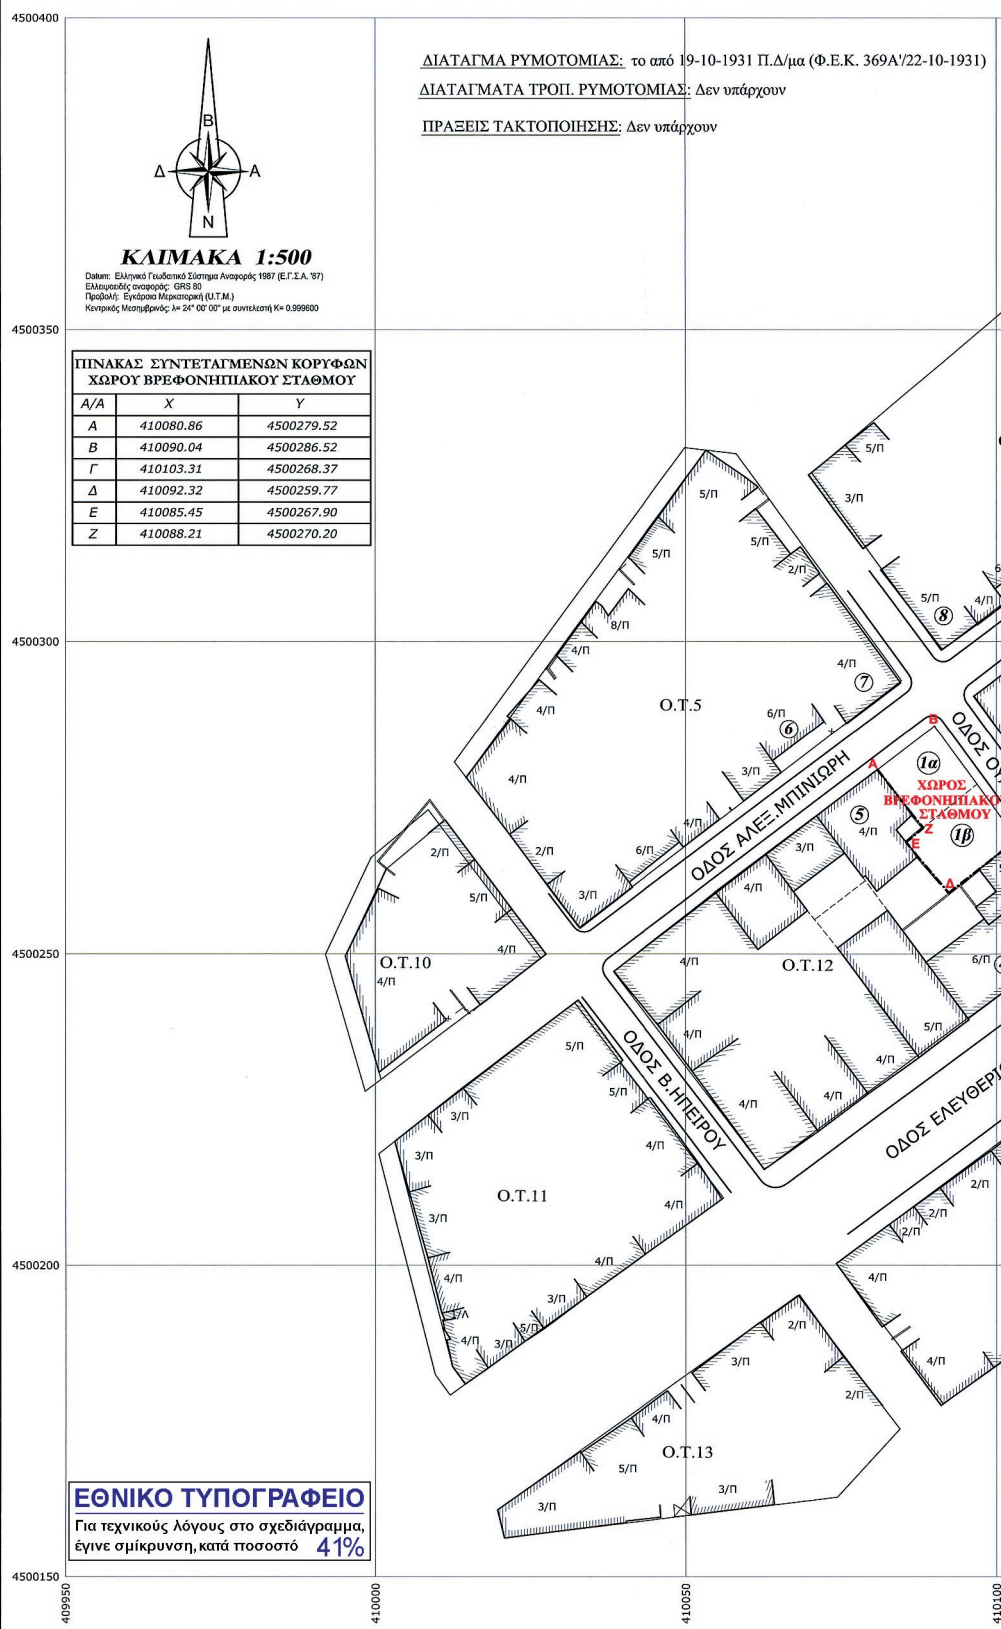 4500400
ΔΙΑΤΑΓΜΑ ΡΥΜΟΤΟΜΙΑΣ: το από 19-10-1931 Π.Δ/μα (Φ.Ε.Κ. 369Α'/22-10-1931)
ΔΙΑΤΑΓΜΑΤΑ ΤΡΟΠ. ΡΥΜΟΤΟΜΙΑΣ: Δεν υπάρχουν
ΠΡΑΞΕΙΣ ΤΑΚΤΟΠΟΙΗΣΗΣ: Δεν υπάρχουν
Β
Δ Α
Ν
ΚΛΙΜΑΚΑ 1:500
Datum: Ελληνικό Γεωδαιτικό Σύστημα Αναφοράς 1987 (Ε.Γ.Σ.Α. '87)
Ελλειψοειδές αναφοράς: GRS 80
Προβολή: Εγκάρσια Μερκατορική (U.T.M.)
Κεντρικός Μεσημβρινός: λ= 24° 00' 00" με συντελεστή Κ= 0.999600
4500350
ΠΙΝΑΚΑΣ ΣΥΝΤΕΤΑΓΜΕΝΩΝ ΚΟΡΥΦΩΝ
ΧΩΡΟΥ ΒΡΕΦΟΝΗΠΙΑΚΟΥ ΣΤΑΘΜΟΥ
Α/Α X Y
Α 410080.86 4500279.52
Β 410090.04 4500286.52
Γ 410103.31 4500268.37
Δ 410092.32 4500259.77
Ε 410085.45 4500267.90
Ζ 410088.21 4500270.20
5/Π
3/Π
5/Π
5/Π
5/Π
2/Π
5/Π
4/Π
8
8/Π
4500300
4/Π
4/Π
7
4/Π
Ο.Τ.5
6/Π
6
Β
ΟΔΟΣ ΟΥ
3/Π
4/Π
Α
1α
ΧΩΡΟΣ
ΒΡΕΦΟΝΗΠΙΑΚΟ
ΣΤΑΘΜΟΥ
5
4/Π
Ζ
1β
Ε
Δ
ΟΔΟΣ ΑΛΕΞ.ΜΠΙΝΙΩΡΗ
4/Π
3/Π
4/Π
2/Π
6/Π
3/Π
2/Π
5/Π
4/Π
4500250
Ο.Τ.10
4/Π
4/Π
Ο.Τ.12
6/Π
4/Π
5/Π
4/Π
4/Π
4/Π
ΟΔΟΣ Β.ΗΠΕΙΡΟΥ
ΟΔΟΣ ΕΛΕΥΘΕΡΙ
5/Π
5/Π
3/Π
4/Π
3/Π
Ο.Τ.11
4/Π
3/Π
2/Π
2/Π
2/Π
4500200
4/Π
4/Π
4/Π
3/Π
5/Π
3/Π
4/Π
2/Π
3/Π
4/Π
2/Π
4/Π
Ο.Τ.13
5/Π
3/Π
3/Π
ΕΘΝΙΚΟ ΤΥΠΟΓΡΑΦΕΙΟ
Για τεχνικούς λόγους στο σχεδιάγραμμα,
έγινε σμίκρυνση, κατά ποσοστό 41%
4500150
409950
410000
410050
410100